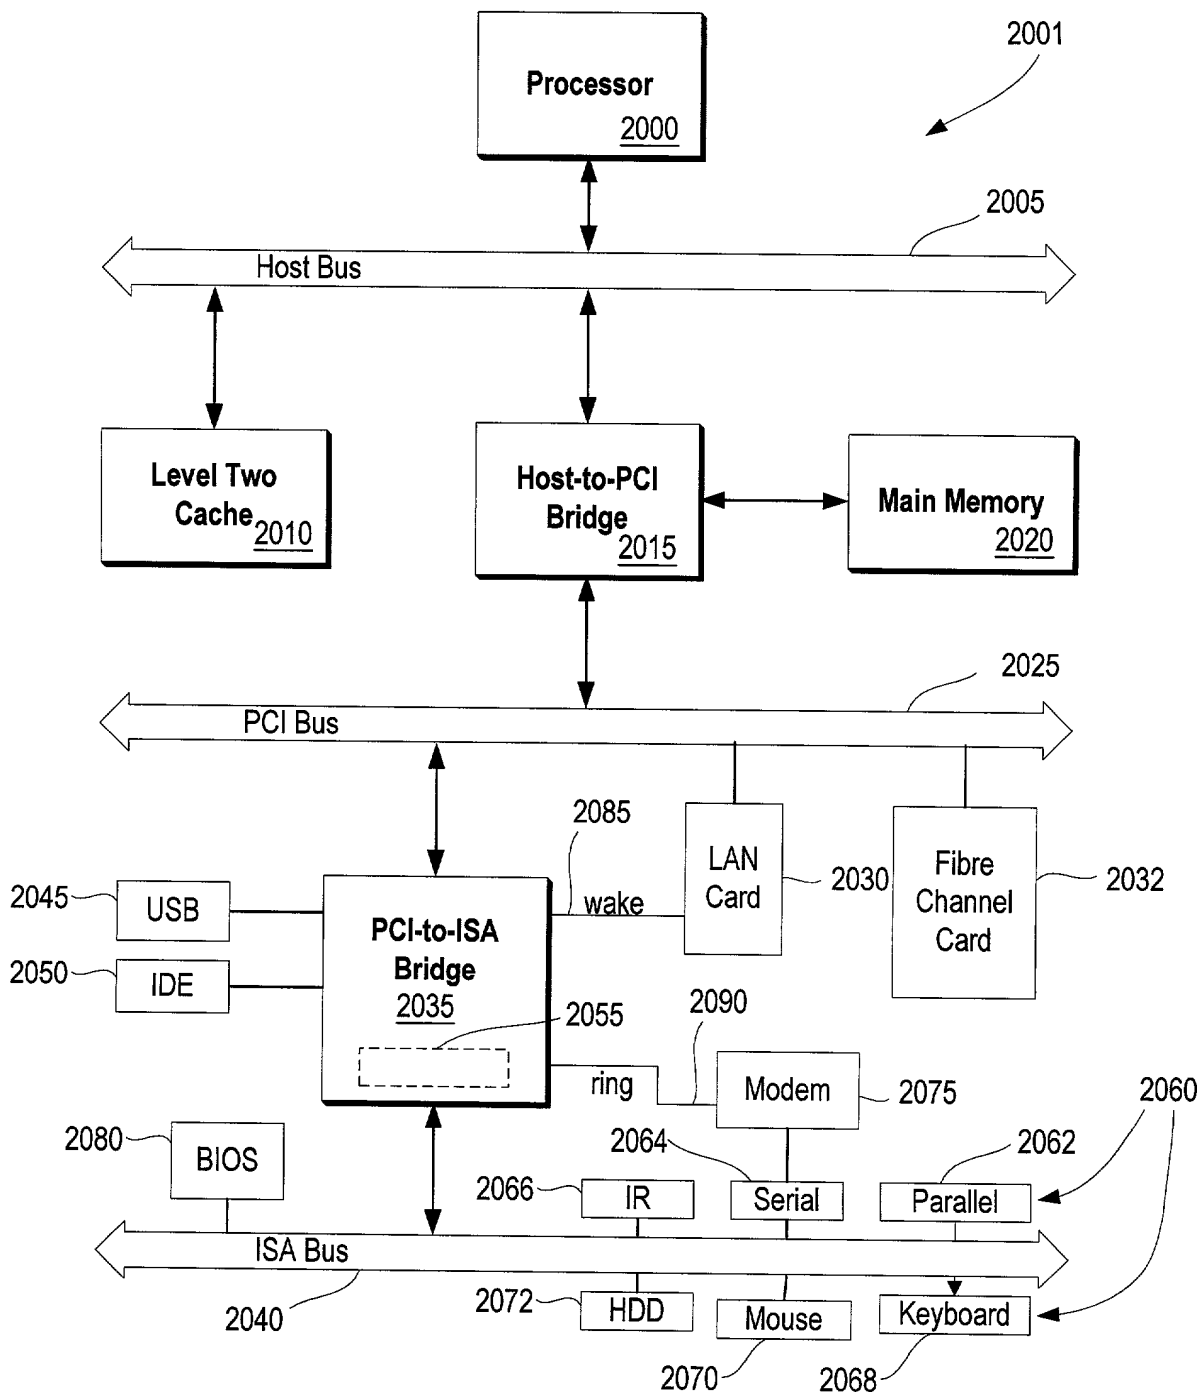 2001
Processor
2000
2005
Host Bus
Level Two
Cache
2010
Host-to-PCI
Bridge
2015
Main Memory
2020
2025
PCI Bus
2085
wake
LAN
Card
2030
Fibre
Channel
Card
2032
2045
USB
2050
IDE
PCI-to-ISA
Bridge
2035
2055
2090
ring
Modem
2075
2060
2080
BIOS
2064
2062
2066
IR
Serial
Parallel
ISA Bus
2040
2072
HDD
Mouse
Keyboard
2070
2068